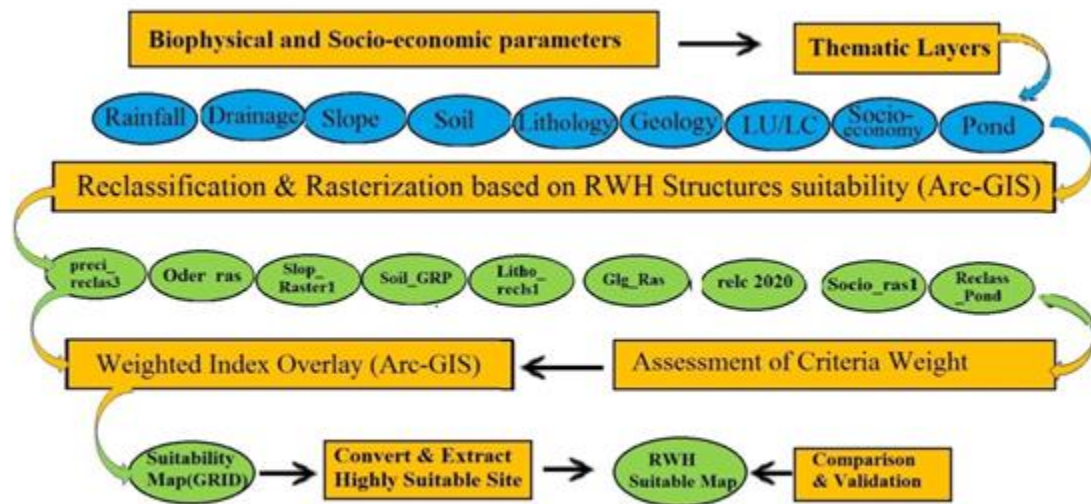 Biophysical and Socio-economic parameters
Thematic Layers
Rainfall
Drainage
Slope
Soil
Lithology
Geology
LU/LC
Socio-
economy
Pond
Reclassification & Rasterization based on RWH Structures suitability (Arc-GIS)
preci_
reclas3
Oder_ras
Slop_
Raster1
Soil_GRP
Litho_
recls1
Glg_Ras
relc 2020
Socio_ras1
Reclass
_Pond
Weighted Index Overlay (Arc-GIS)
Assessment of Criteria Weight
Suitability
Map(GRID)
Convert & Extract
Highly Suitable Site
RWH
Suitable Map
Comparison
& Validation